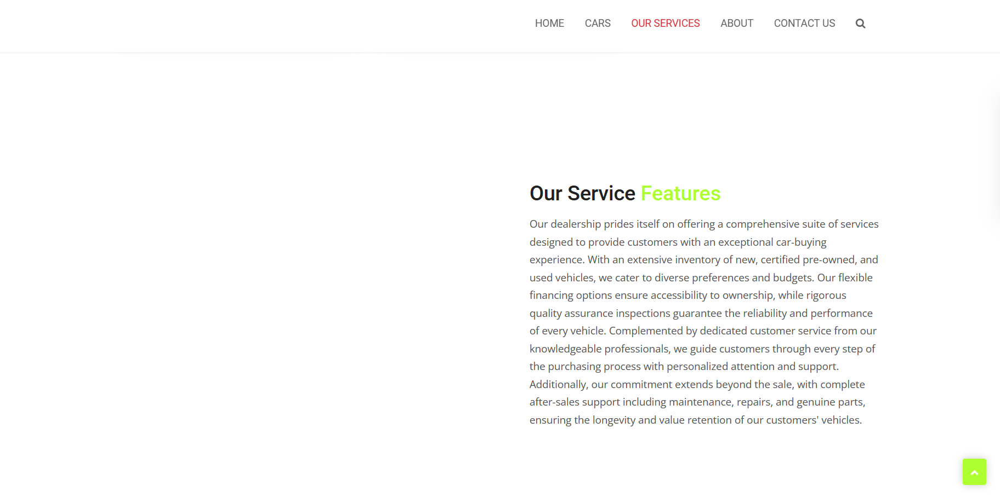 HOME CARS OUR SERVICES ABOUT CONTACT US
Our Service Features
Our dealership prides itself on offering a comprehensive suite of services
designed to provide customers with an exceptional car-buying
experience. With an extensive inventory of new, certified pre-owned, and
used vehicles, we cater to diverse preferences and budgets. Our flexible
financing options ensure accessibility to ownership, while rigorous
quality assurance inspections guarantee the reliability and performance
of every vehicle. Complemented by dedicated customer service from our
knowledgeable professionals, we guide customers through every step of
the purchasing process with personalized attention and support.
Additionally, our commitment extends beyond the sale, with complete
after-sales support including maintenance, repairs, and genuine parts,
ensuring the longevity and value retention of our customers' vehicles.